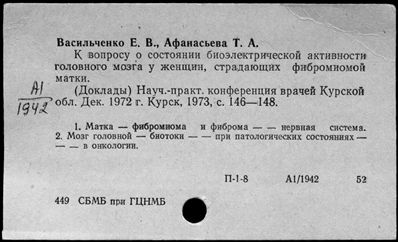 Васильченко Е. В., Афанасьева Т. А.
К вопросу о состоянии биоэлектрической активности
головного мозга у женщин, страдающих фибромиомой
матки.
(Доклады) Науч.-практ. конференция врачей Курской
обл. Дек. 1972 г. Курск, 1973, с. 146—148.
А1
1942
1. Матка — фибромиома и фиброма — — нервная система.
2. Мозг головной — биотоки — — при патологических состояниях —
— — в онкологии.
П-1-8 А1/1942 52
449 СБМБ при ГЦНМБ